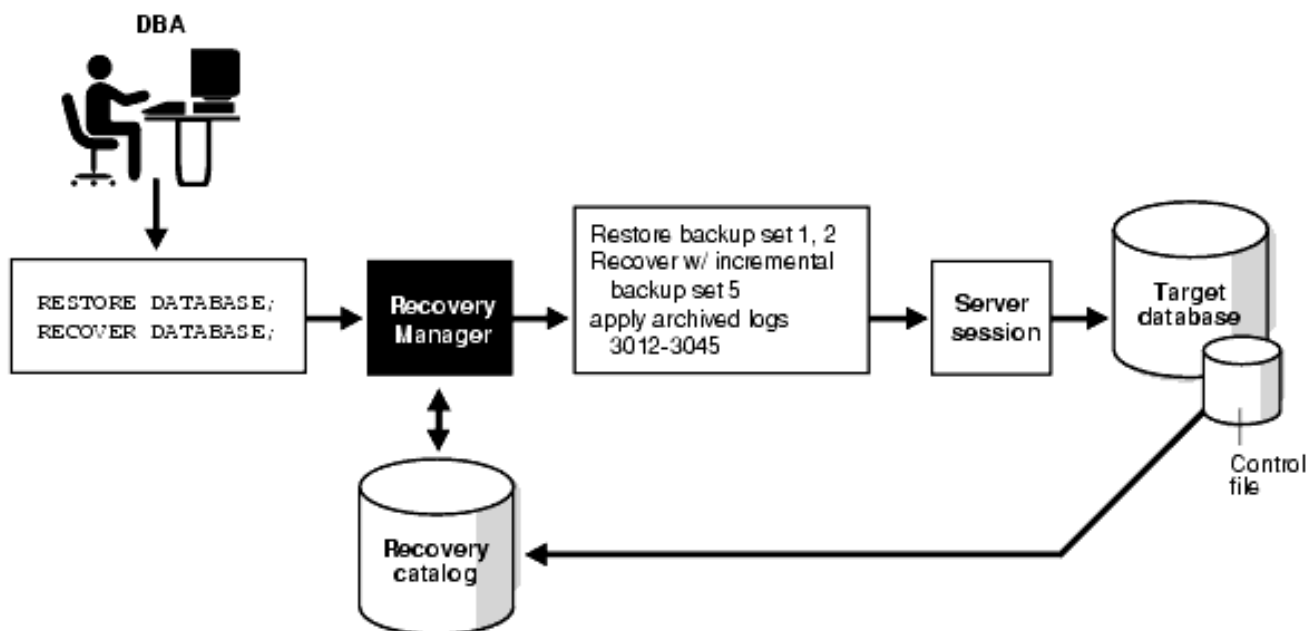 DBA
RESTORE DATABASE;
RECOVER DATABASE;
Recovery
Manager
Restore backup set 1, 2
Recover w/ incremental
backup set 5
apply archived logs
3012-3045
Server
session
Target
database
Control
file
Recovery
catalog